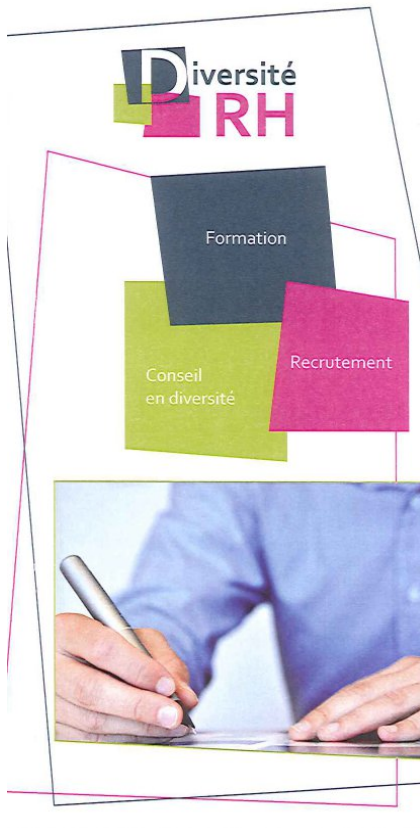 Diversité
RH
Formation
Conseil
en diversité
Recrutement